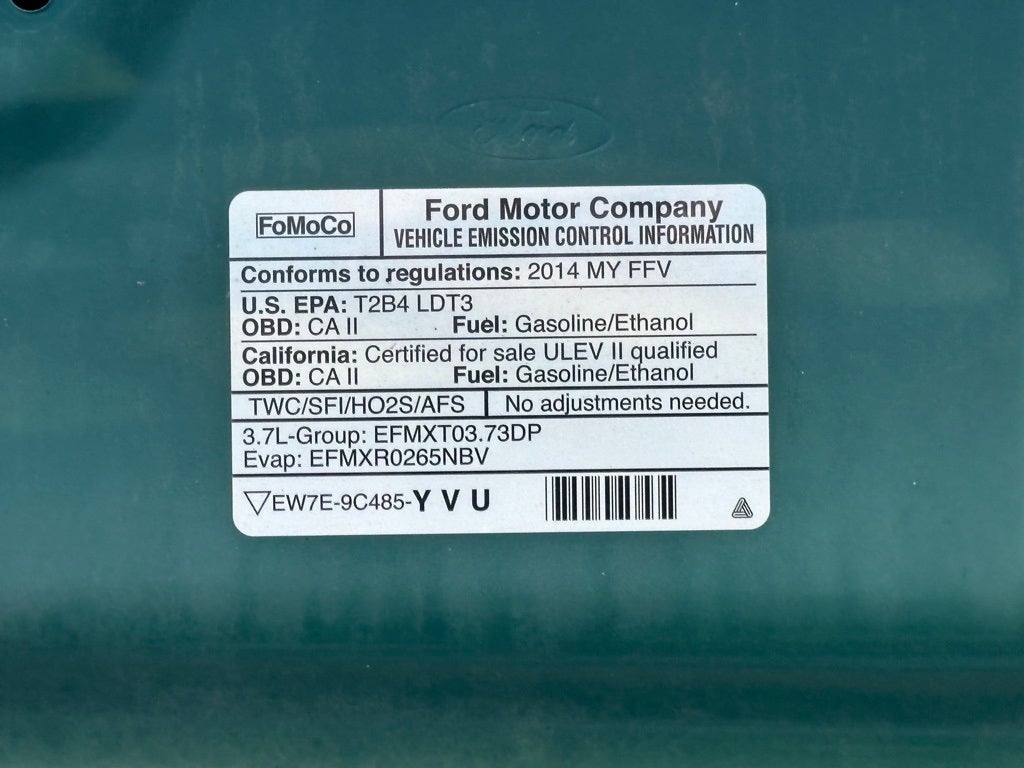 Ford
FoMoCo
Ford Motor Company
VEHICLE EMISSION CONTROL INFORMATION
Conforms to regulations: 2014 MY FFV
U.S. EPA: T2B4 LDT3
OBD: CA II Fuel: Gasoline/Ethanol
California: Certified for sale ULEV II qualified
OBD: CA II Fuel: Gasoline/Ethanol
TWC/SFI/HO2S/AFS No adjustments needed.
3.7L-Group: EFMXT03.73DP
Evap: EFMXR0265NBV
EW7E-9C485-Y V U